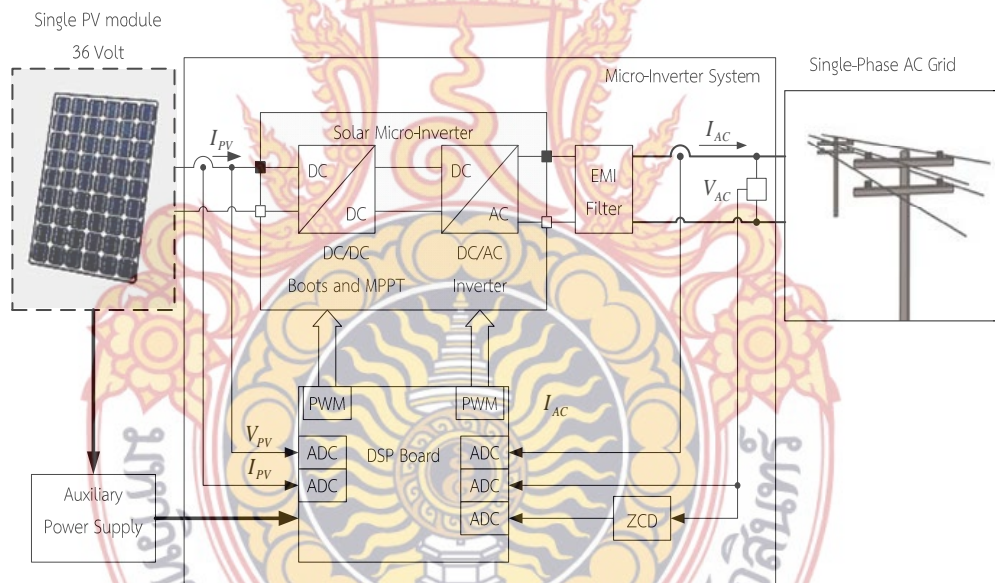 Single PV module
36 Volt
Micro-Inverter System
Single-Phase AC Grid
I_PV
Solar Micro-Inverter
I_AC
DC
DC
DC
AC
EMI
Filter
V_AC
DC/DC
DC/AC
Boots and MPPT
Inverter
PWM
PWM
I_AC
V_PV
ADC
DSP Board
ADC
I_PV
ADC
ADC
Auxiliary
Power Supply
ADC
ZCD